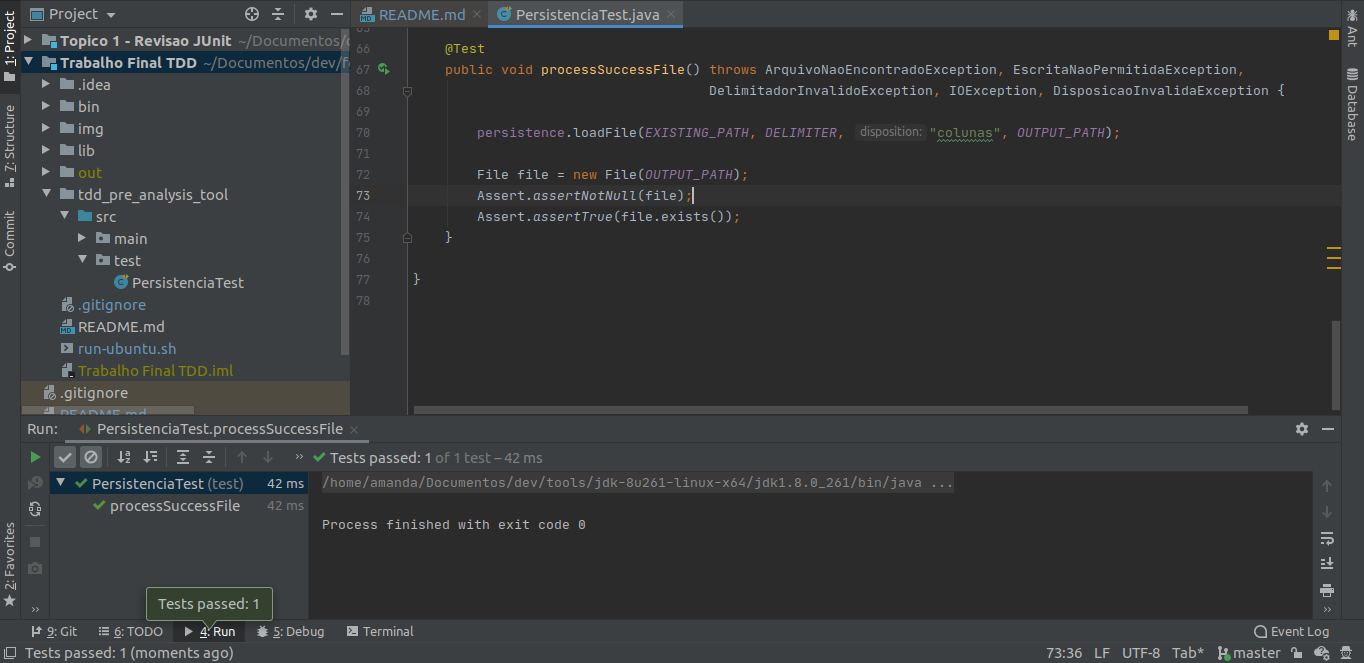 Project
README.md
PersistenciaTest.java
1: Project
7: Structure
Commit
2: Favorites
Ant
Database
Topico 1 - Revisao JUnit ~/Documentos/
Trabalho Final TDD ~/Documentos/dev/
.idea
bin
img
lib
out
tdd_pre_analysis_tool
src
main
test
PersistenciaTest
.gitignore
README.md
run-ubuntu.sh
Trabalho Final TDD.iml
.gitignore
README.md
65
66 @Test
67 public void processSuccessFile() throws ArquivoNaoEncontradoException, EscritaNaoPermitidaException,
68 DelimitadorInvalidoException, IOException, DisposicaoInvalidaException {
69
70 persistence.loadFile(EXISTING_PATH, DELIMITER, disposition: "colunas", OUTPUT_PATH);
71
72 File file = new File(OUTPUT_PATH);
73 Assert.assertNotNull(file);
74 Assert.assertTrue(file.exists());
75 }
76
77 }
78
Run: PersistenciaTest.processSuccessFile
Tests passed: 1 of 1 test – 42 ms
PersistenciaTest (test) 42 ms
processSuccessFile 42 ms
/home/amanda/Documentos/dev/tools/jdk-8u261-linux-x64/jdk1.8.0_261/bin/java ...
Process finished with exit code 0
Tests passed: 1
9: Git 6: TODO 4: Run 5: Debug Terminal Event Log
Tests passed: 1 (moments ago) 73:36 LF UTF-8 Tab* master